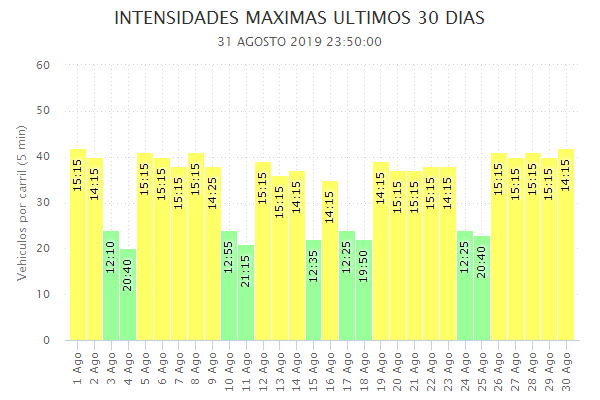 INTENSIDADES MAXIMAS ULTIMOS 30 DIAS
31 AGOSTO 2019 23:50:00
Vehiculos por carril (5 min)
60
50
40
30
20
10
0
15:15
14:15
12:10
20:40
15:15
15:15
15:15
15:15
14:25
12:55
21:15
15:15
15:15
14:15
12:35
14:15
12:25
19:50
14:15
15:15
15:15
15:15
14:15
12:25
20:40
15:15
15:15
15:15
15:15
14:15
1 Ago
2 Ago
3 Ago
4 Ago
5 Ago
6 Ago
7 Ago
8 Ago
9 Ago
10 Ago
11 Ago
12 Ago
13 Ago
14 Ago
15 Ago
16 Ago
17 Ago
18 Ago
19 Ago
20 Ago
21 Ago
22 Ago
23 Ago
24 Ago
25 Ago
26 Ago
27 Ago
28 Ago
29 Ago
30 Ago